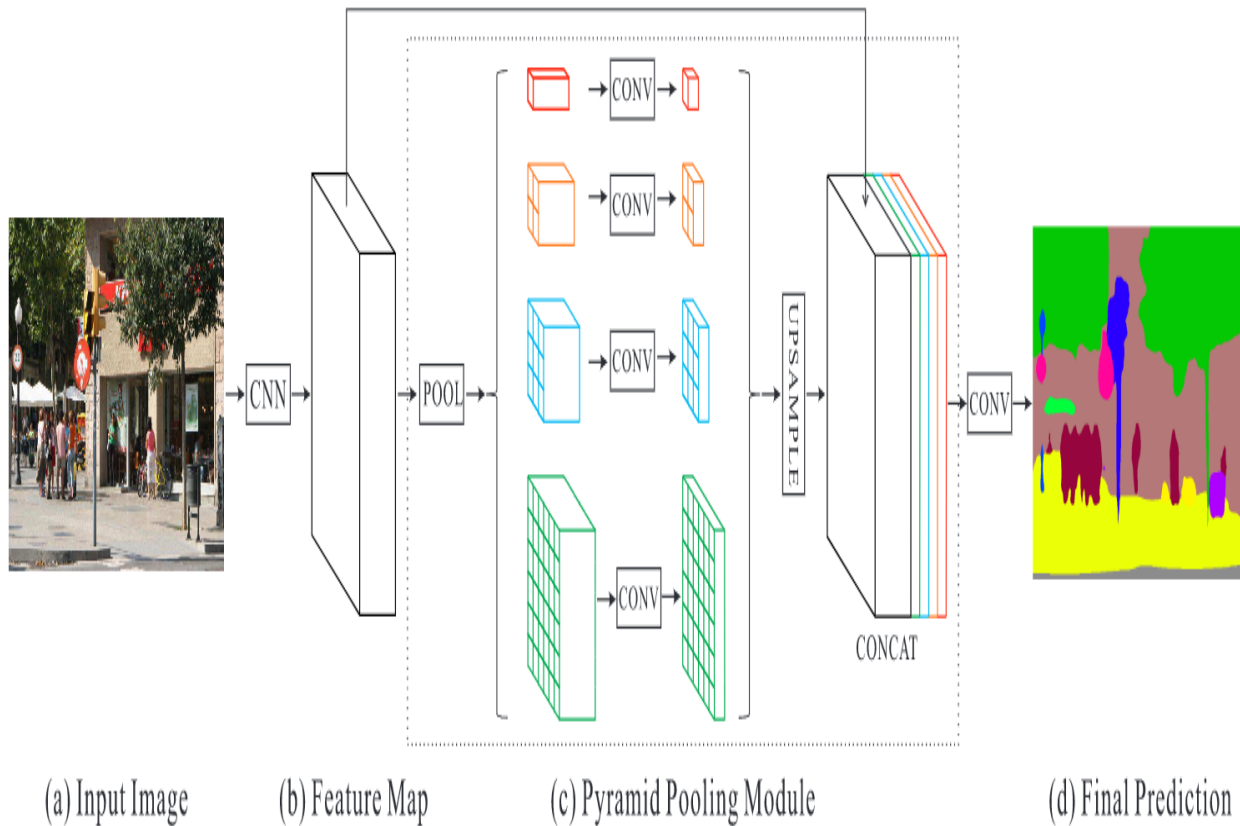 CONV
CONV
CNN
POOL
CONV
UPSAMPLE
CONV
CONV
CONCAT
(a) Input Image
(b) Feature Map
(c) Pyramid Pooling Module
(d) Final Prediction